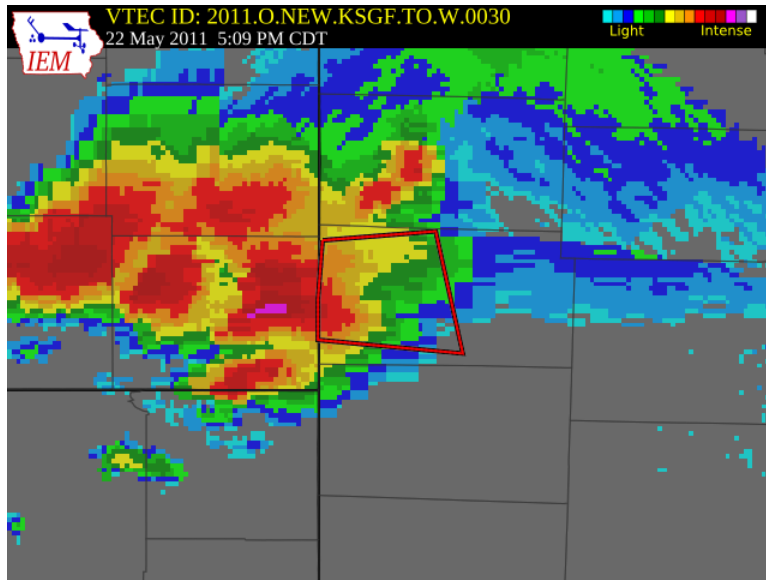 VTEC ID: 2011.O.NEW.KSGF.TO.W.0030
22 May 2011 5:09 PM CDT
IEM
Light
Intense